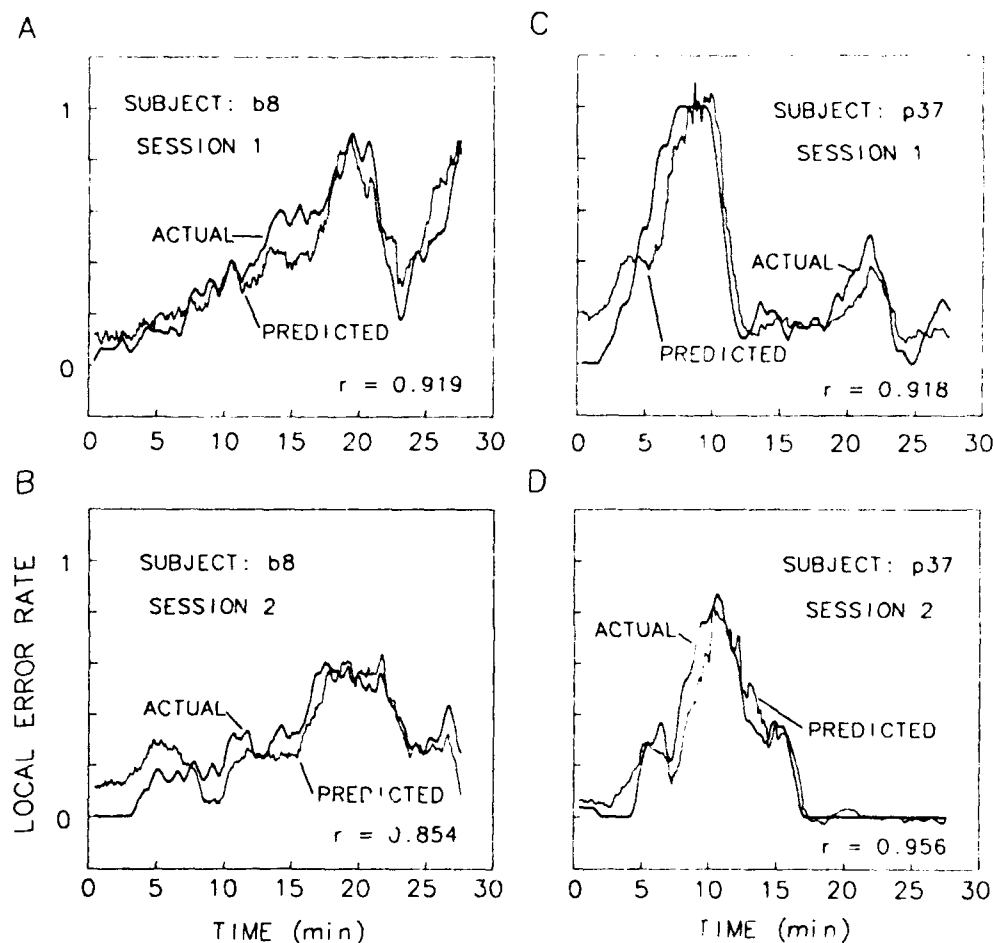 A
SUBJECT: b8
SESSION 1
ACTUAL
PREDICTED
r = 0.919
1
0
0 5 10 15 20 25 30
C
SUBJECT: p37
SESSION 1
ACTUAL
PREDICTED
r = 0.918
0 5 10 15 20 25 30
B
SUBJECT: b8
SESSION 2
ACTUAL
PREDICTED
r = 0.854
1
0
LOCAL ERROR RATE
0 5 10 15 20 25 30
TIME (min)
D
SUBJECT: p37
SESSION 2
ACTUAL
PREDICTED
r = 0.956
0 5 10 15 20 25 30
TIME (min)